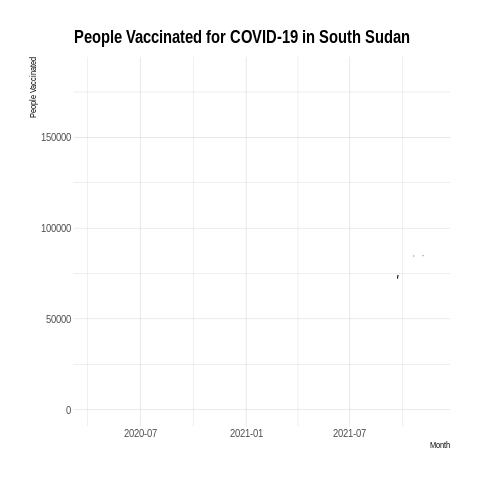 People Vaccinated for COVID-19 in South Sudan
People Vaccinated
150000
100000
50000
0
2020-07 2021-01 2021-07
Month